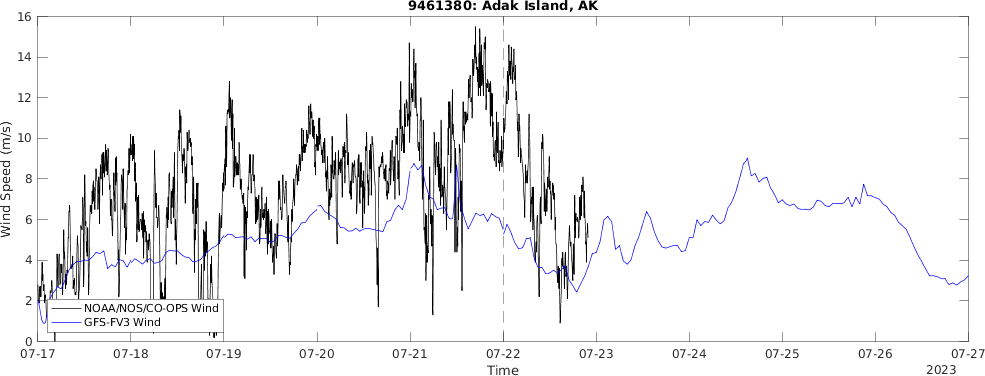 9461380: Adak Island, AK
16
14
12
10
8
6
4
2
0
Wind Speed (m/s)
NOAA/NOS/CO-OPS Wind
GFS-FV3 Wind
07-17 07-18 07-19 07-20 07-21 07-22 07-23 07-24 07-25 07-26 07-27
Time
2023